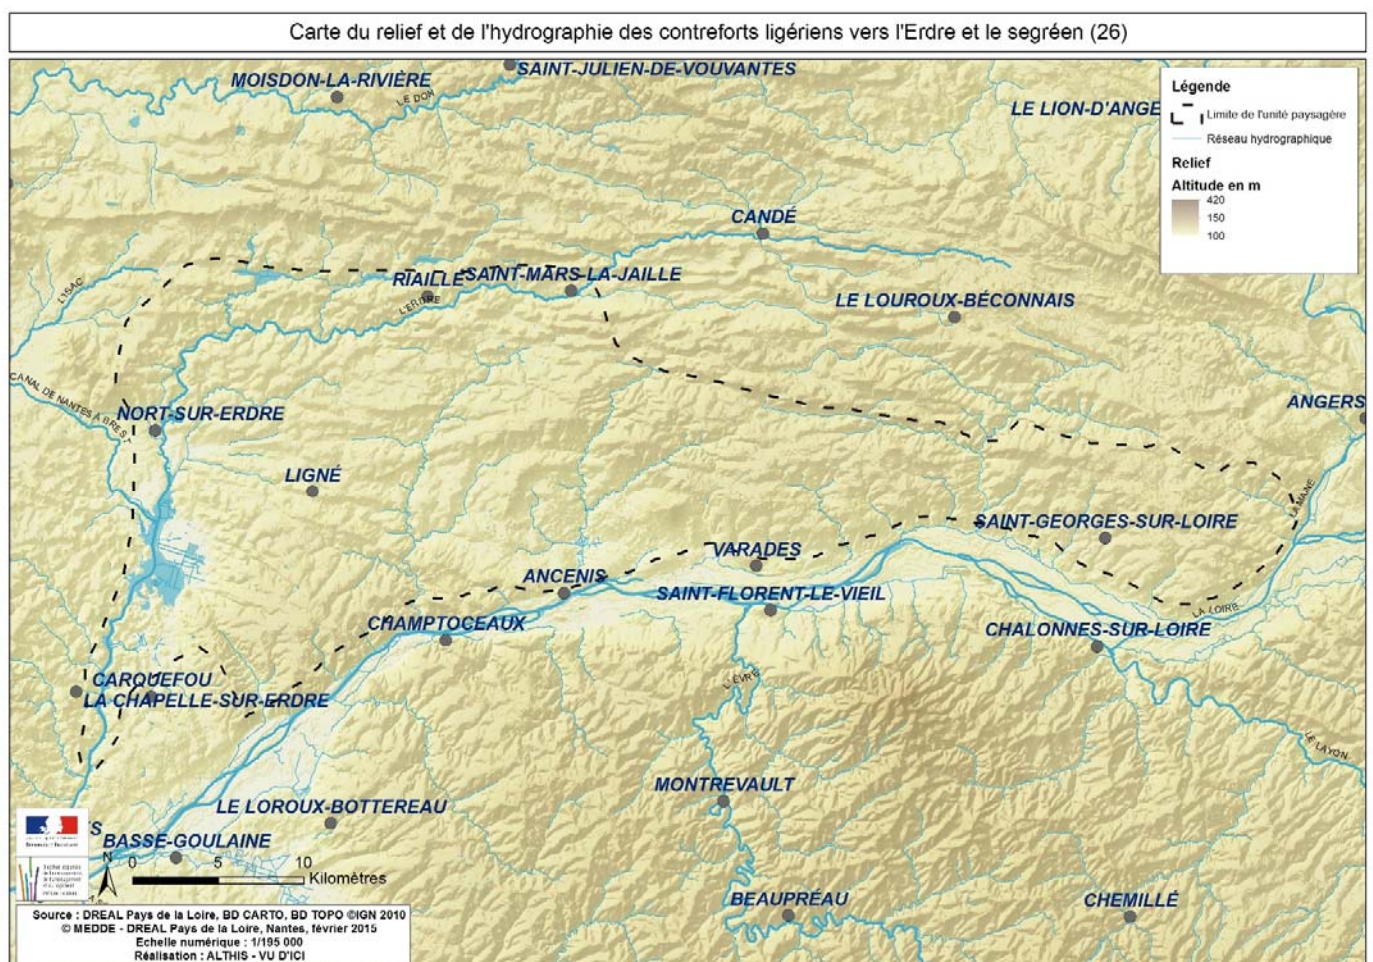 Carte du relief et de l'hydrographie des contreforts ligériens vers l'Erdre et le segréen (26)
SAINT-JULIEN-DE-VOUVANTES
MOISDON-LA-RIVIÈRE
LE DON
LE LION-D'ANGE
Légende
Limite de l'unité paysagère
Réseau hydrographique
Relief
Altitude en m
420
150
100
CANDÉ
L'ISAC
RIAILLÉ
SAINT-MARS-LA-JAILLE
L'ERDRE
LE LOUROUX-BÉCONNAIS
CANAL DE NANTES À BREST
NORT-SUR-ERDRE
ANGERS
LIGNÉ
LA MAINE
SAINT-GEORGES-SUR-LOIRE
VARADES
ANCENIS
SAINT-FLORENT-LE-VIEIL
LA LOIRE
CHAMPTOCEAUX
CHALONNES-SUR-LOIRE
CARQUEFOU
L'ÈVRE
LA CHAPELLE-SUR-ERDRE
LE LAYON
MONTREVAULT
LE LOROUX-BOTTEREAU
S
BASSE-GOULAINE
N
0 5 10
Kilomètres
BEAUPRÉAU
CHEMILLÉ
Source : DREAL Pays de la Loire, BD CARTO, BD TOPO ©IGN 2010
© MEDDE - DREAL Pays de la Loire, Nantes, février 2015
Echelle numérique : 1/195 000
Réalisation : ALTHIS - VU D'ICI